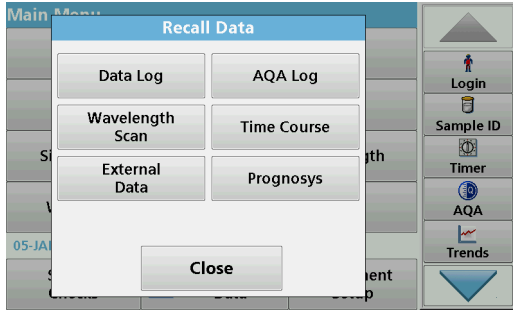 Main Menu
Recall Data
Data Log
AQA Log
Wavelength
Scan
Time Course
External
Data
Prognosys
Close
05-JA
Login
Sample ID
Timer
AQA
Trends